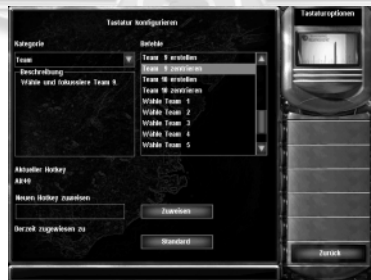 Tastatur konfigurieren
Tastaturoptionen
Kategorie
Befehle
Team
Beschreibung
Wähle und fokussiere Team 9.
Team 9 erstellen
Team 9 zentrieren
Team 10 erstellen
Team 10 zentrieren
Wähle Team 1
Wähle Team 2
Wähle Team 3
Wähle Team 4
Wähle Team 5
Aktueller Hotkey
Alt+9
Neuen Hotkey zuweisen
Zuweisen
Derzeit zugewiesen zu
Standard
Zurück